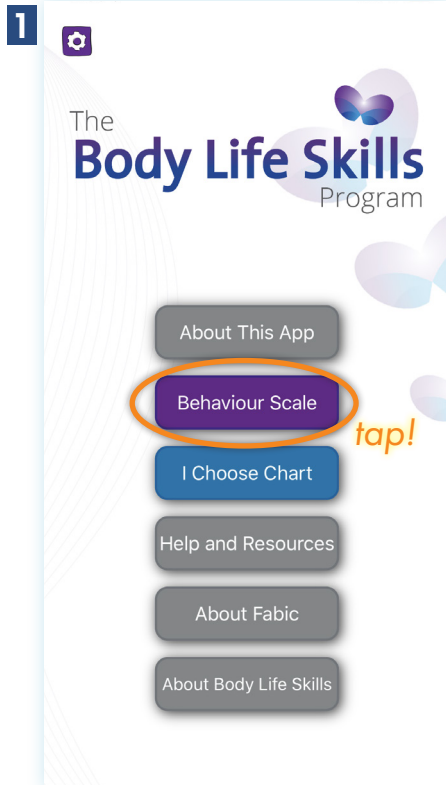 1
The
Body Life Skills
Program
About This App
Behaviour Scale
tap!
I Choose Chart
Help and Resources
About Fabic
About Body Life Skills